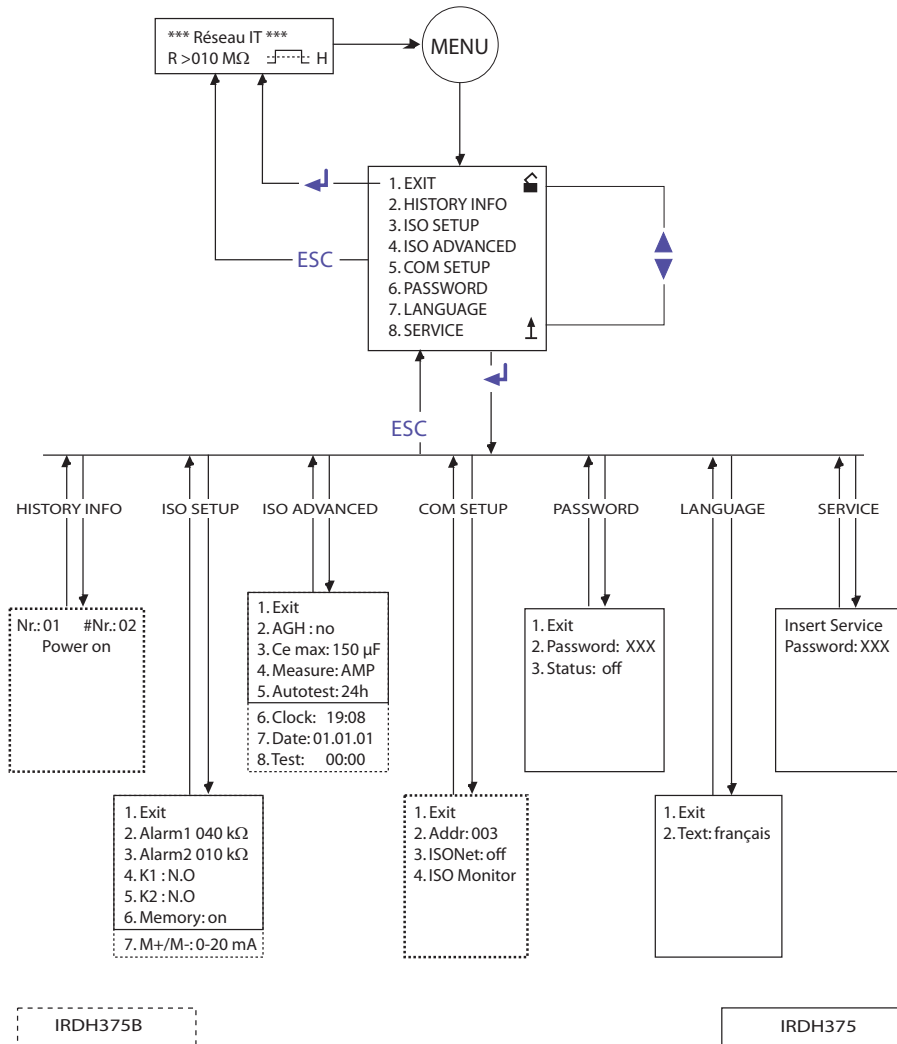 *** Réseau IT ***
R >010 MΩ H
MENU
1. EXIT
2. HISTORY INFO
3. ISO SETUP
4. ISO ADVANCED
5. COM SETUP
6. PASSWORD
7. LANGUAGE
8. SERVICE
ESC
ESC
HISTORY INFO ISO SETUP ISO ADVANCED COM SETUP PASSWORD LANGUAGE SERVICE
Nr.: 01 #Nr.: 02
Power on
1. Exit
2. AGH : no
3. Ce max: 150 µF
4. Measure: AMP
5. Autotest: 24h
6. Clock: 19:08
7. Date: 01.01.01
8. Test: 00:00
1. Exit
2. Password: XXX
3. Status: off
Insert Service
Password: XXX
1. Exit
2. Alarm1 040 kΩ
3. Alarm2 010 kΩ
4. K1 : N.O
5. K2 : N.O
6. Memory: on
7. M+/M-: 0-20 mA
1. Exit
2. Addr: 003
3. ISONet: off
4. ISO Monitor
1. Exit
2. Text: français
IRDH375B
IRDH375